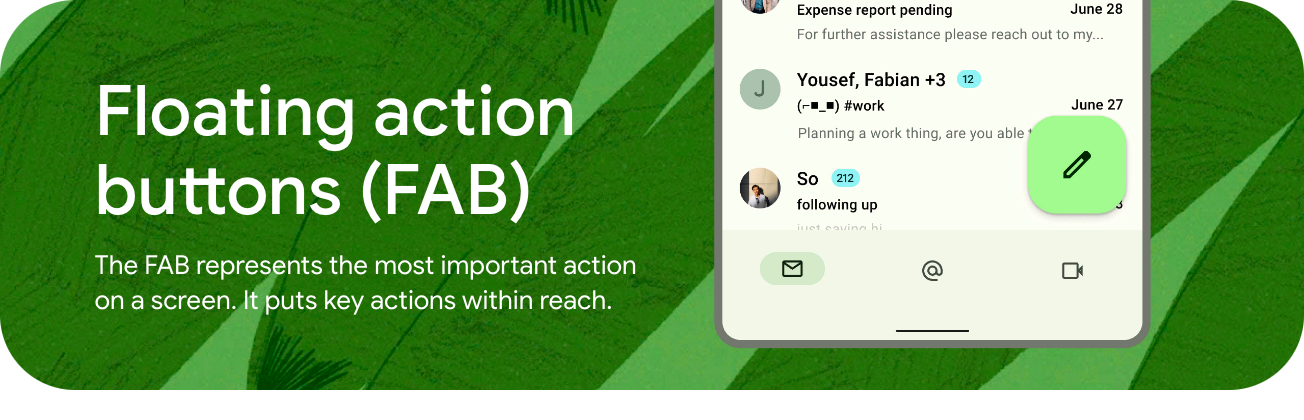 Floating action
buttons (FAB)
The FAB represents the most important action
on a screen. It puts key actions within reach.
Expense report pending June 28
For further assistance please reach out to my...
J Yousef, Fabian +3 12
(⌐■_■) #work June 27
Planning a work thing, are you able
So 212
following up
just saying hi